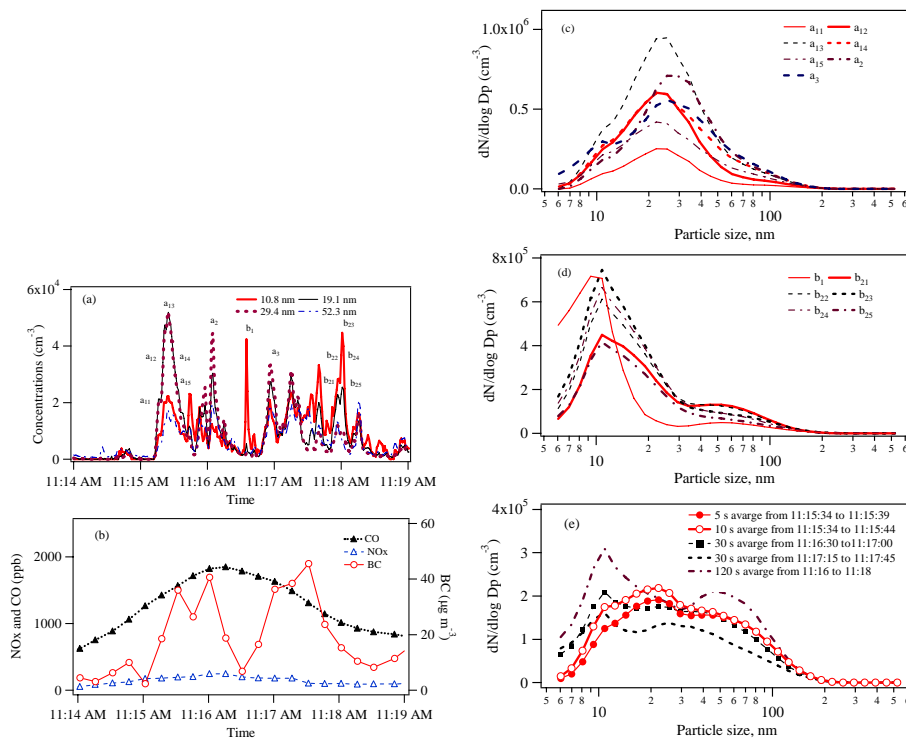 (a)
10.8 nm 19.1 nm
29.4 nm 52.3 nm
a13
a12
a14
a11
a15
a2
b1
a3
b23
b22
b24
b21
b25
6x10^4
4
2
0
Concentrations (cm^-3)
11:14 AM 11:15 AM 11:16 AM 11:17 AM 11:18 AM 11:19 AM
Time
(b)
CO
NOx
BC
2000
1000
0
NOx and CO (ppb)
60
40
20
0
BC (µg m^-3)
11:14 AM 11:15 AM 11:16 AM 11:17 AM 11:18 AM 11:19 AM
Time
(c)
a11 a12
a13 a14
a15 a2
a3
1.0x10^6
0.5
0.0
dN/dlog Dp (cm^-3)
5 6 7 8 10 2 3 4 5 6 7 8 100 2 3 4 5 6
Particle size, nm
(d)
b1 b21
b22 b23
b24 b25
8x10^5
6
4
2
0
dN/dlog Dp (cm^-3)
5 6 7 8 10 2 3 4 5 6 7 8 100 2 3 4 5 6
Particle size, nm
(e)
5 s avarge from 11:15:34 to 11:15:39
10 s avarge from 11:15:34 to 11:15:44
30 s avarge from 11:16:30 to11:17:00
30 s avarge from 11:17:15 to 11:17:45
120 s avarge from 11:16 to 11:18
4x10^5
3
2
1
0
dN/dlog Dp (cm^-3)
5 6 7 8 10 2 3 4 5 6 7 8 100 2 3 4 5
Particle size, nm